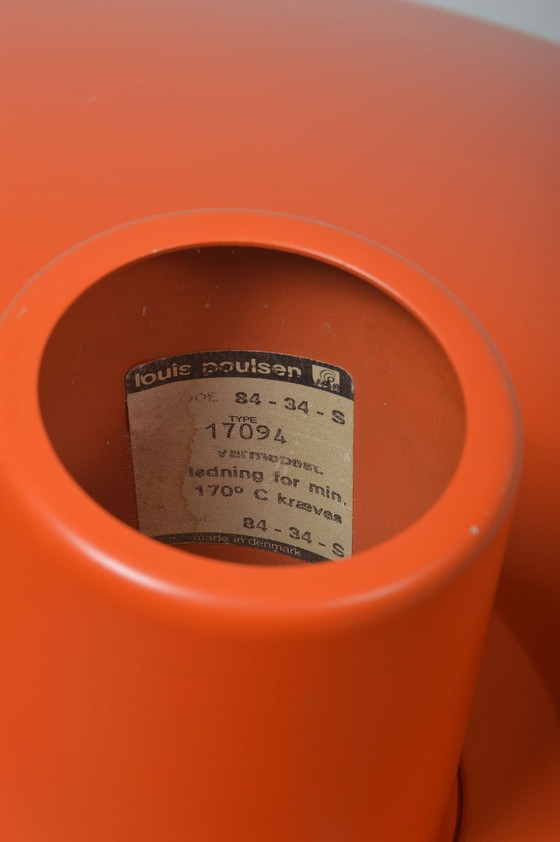 louis poulsen
84-34-S
TYPE
17094
varmebest.
ledning for min.
170° C kræves
84-34-S
made in denmark